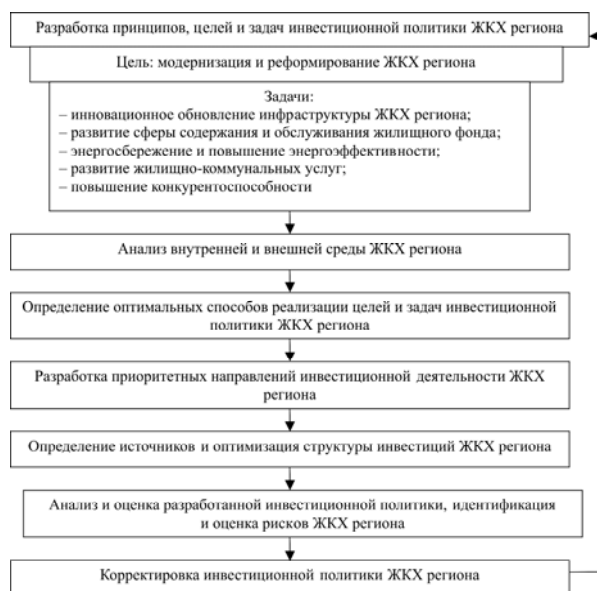 Разработка принципов, целей и задач инвестиционной политики ЖКХ региона
Цель: модернизация и реформирование ЖКХ региона
Задачи:
– инновационное обновление инфраструктуры ЖКХ региона;
– развитие сферы содержания и обслуживания жилищного фонда;
– энергосбережение и повышение энергоэффективности;
– развитие жилищно-коммунальных услуг;
– повышение конкурентоспособности
Анализ внутренней и внешней среды ЖКХ региона
Определение оптимальных способов реализации целей и задач инвестиционной
политики ЖКХ региона
Разработка приоритетных направлений инвестиционной деятельности ЖКХ
региона
Определение источников и оптимизация структуры инвестиций ЖКХ региона
Анализ и оценка разработанной инвестиционной политики, идентификация
и оценка рисков ЖКХ региона
Корректировка инвестиционной политики ЖКХ региона